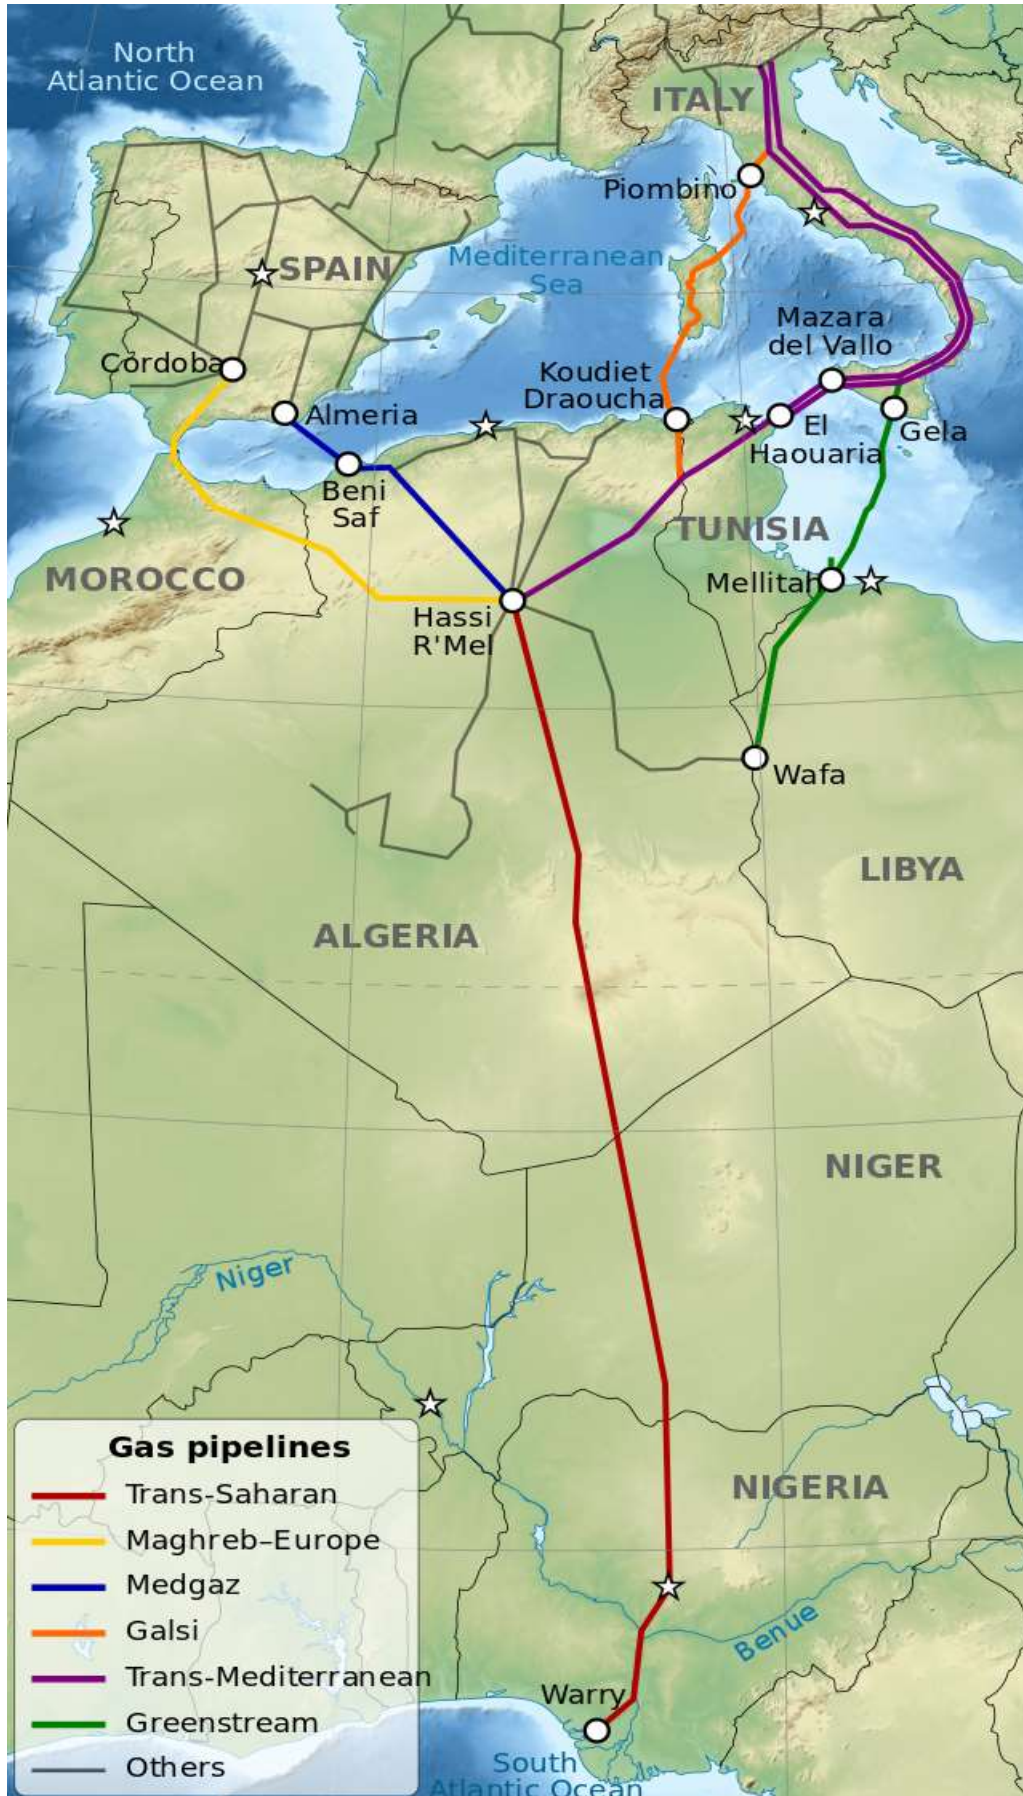 North
Atlantic Ocean
ITALY
Piombino
Mediterranean
Sea
SPAIN
Mazara
del Vallo
Córdoba
Koudiet
Draoucha
Almeria
El
Haouaria
Gela
Beni
Saf
TUNISIA
MOROCCO
Mellitah
Hassi
R'Mel
Wafa
LIBYA
ALGERIA
NIGER
Niger
Gas pipelines
Trans-Saharan
Maghreb–Europe
Medgaz
Galsi
Trans-Mediterranean
Greenstream
Others
NIGERIA
Benue
Warry
South
Atlantic Ocean